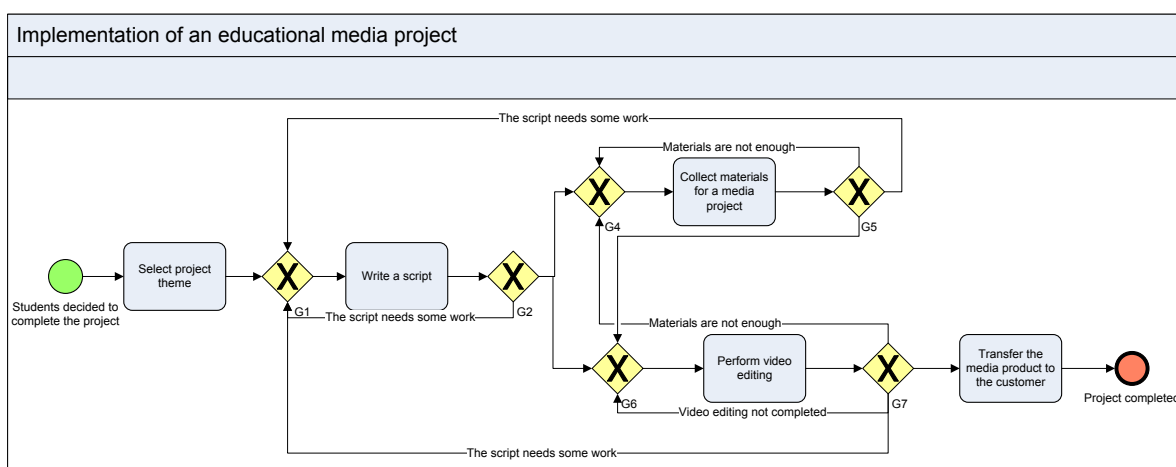 Implementation of an educational media project
The script needs some work
Materials are not enough
Collect materials
for a media
project
X
X
G4
G5
Select project
theme
X
Write a script
X
Students decided to
complete the project
G1
The script needs some work
G2
Materials are not enough
X
Perform video
editing
X
Transfer the
media product to
the customer
G6
Video editing not completed
G7
Project completed
The script needs some work